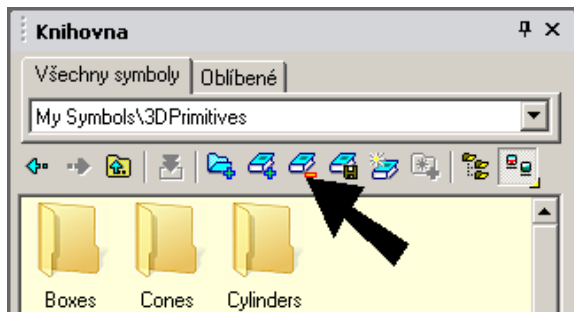 Knihovna
Všechny symboly Oblíbené
My Symbols\3DPrimitives
Boxes Cones Cylinders